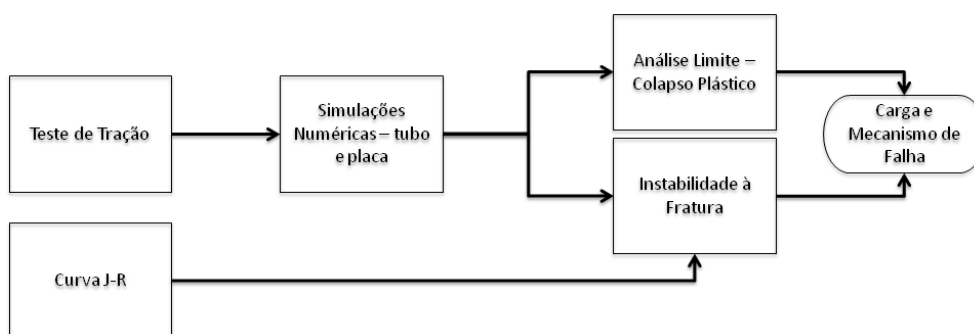 Análise Limite –
Colapso Plástico
Teste de Tração
Simulações
Numéricas – tubo
e placa
Carga e
Mecanismo de
Falha
Instabilidade à
Fratura
Curva J-R